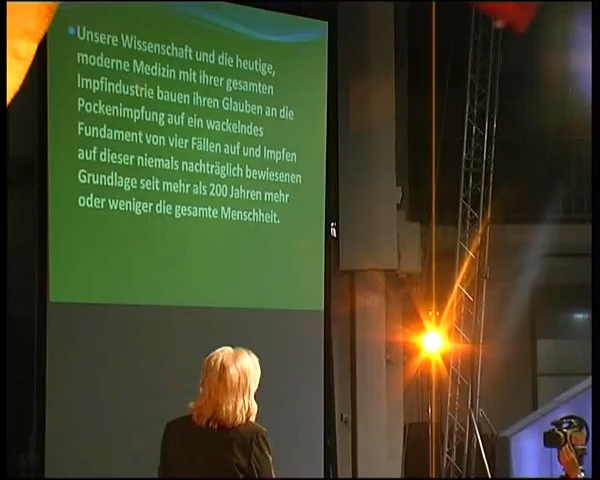 Unsere Wissenschaft und die heutige,
moderne Medizin mit ihrer gesamten
Impfindustrie bauen ihren Glauben an die
Pockenimpfung auf ein wackelndes
Fundament von vier Fällen auf und Impfen
auf dieser niemals nachträglich bewiesenen
Grundlage seit mehr als 200 Jahren mehr
oder weniger die gesamte Menschheit.